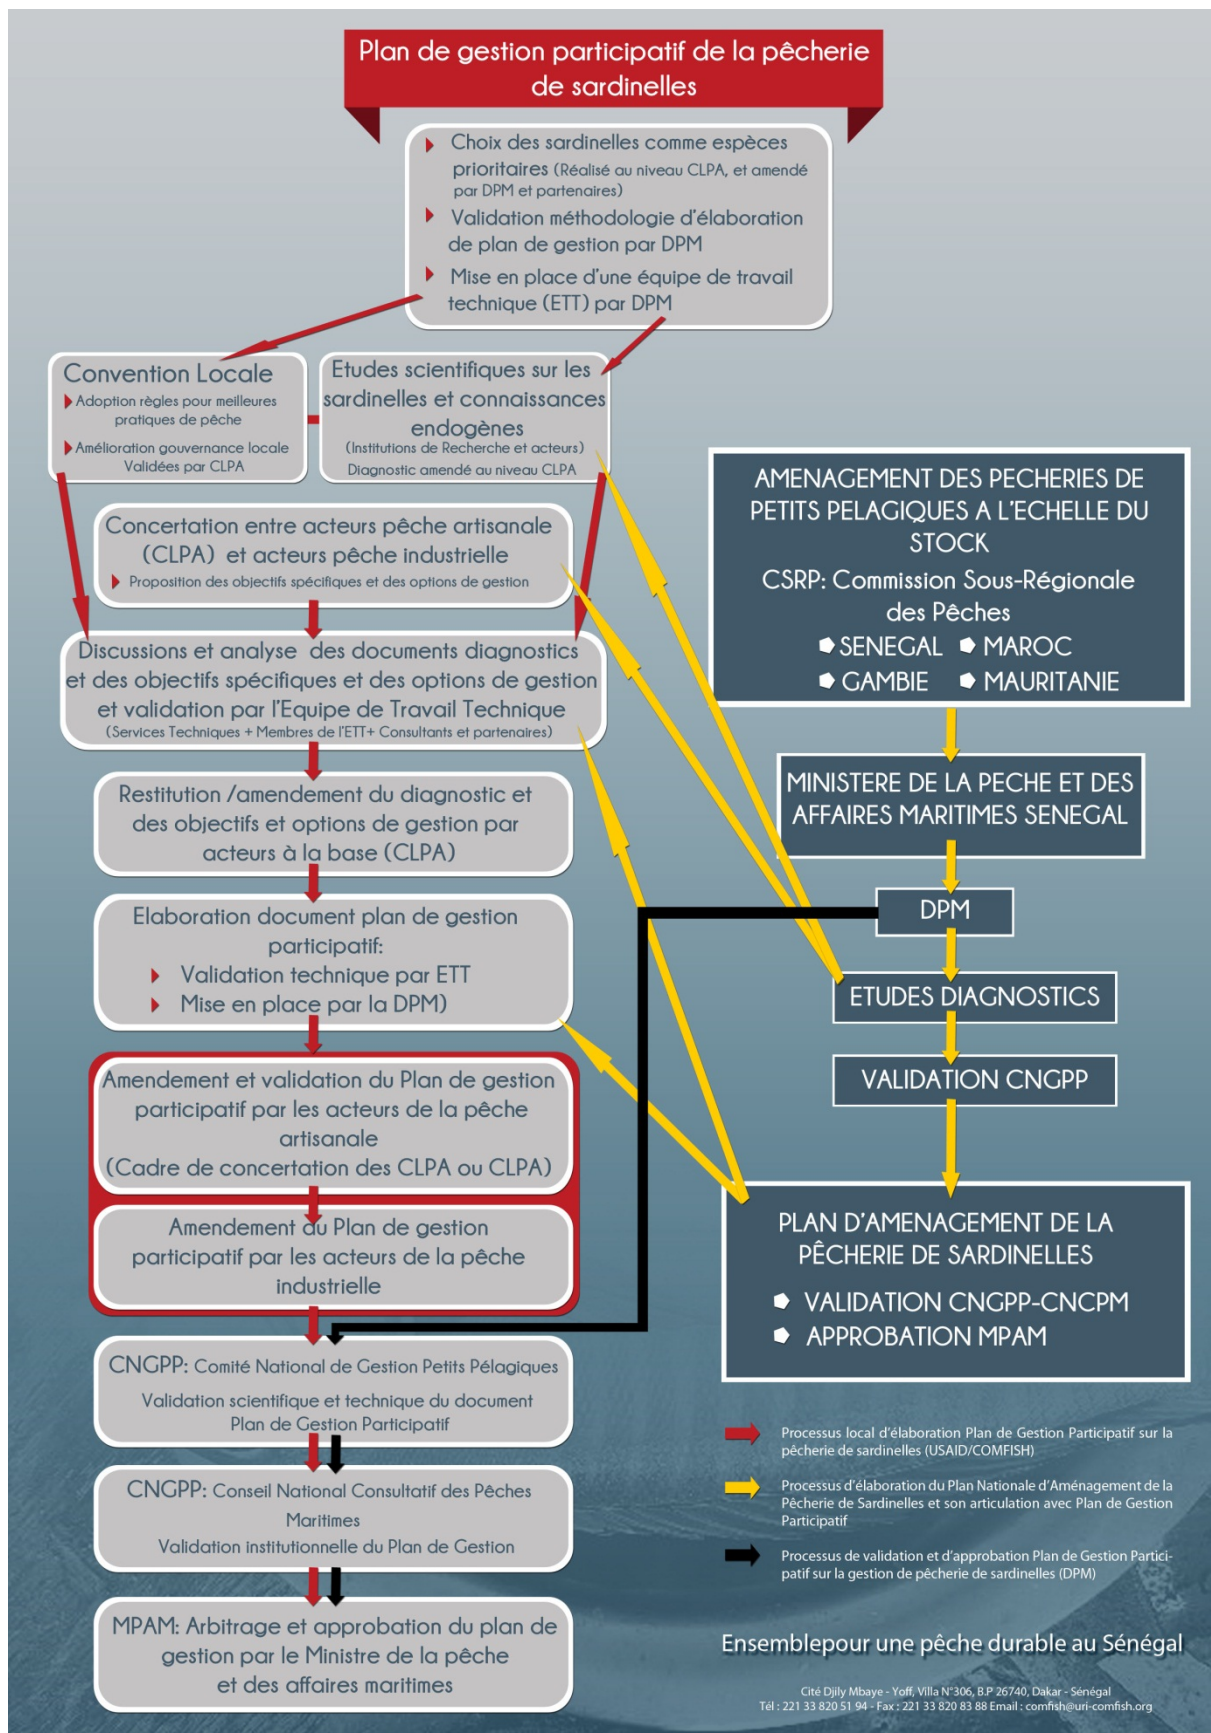 Plan de gestion participatif de la pêcherie
de sardinelles
Choix des sardinelles comme espèces
prioritaires (Réalisé au niveau CLPA, et amendé
par DPM et partenaires)
Validation méthodologie d'élaboration
de plan de gestion par DPM
Mise en place d'une équipe de travail
technique (ETT) par DPM
Convention Locale
Adoption règles pour meilleures
pratiques de pêche
Amélioration gouvernance locale
Validées par CLPA
Etudes scientifiques sur les
sardinelles et connaissances
endogènes
(Institutions de Recherche et acteurs)
Diagnostic amendé au niveau CLPA
Concertation entre acteurs pêche artisanale
(CLPA) et acteurs pêche industrielle
Proposition des objectifs spécifiques et des options de gestion
Discussions et analyse des documents diagnostics
et des objectifs spécifiques et des options de gestion
et validation par l'Equipe de Travail Technique
(Services Techniques + Membres de l'ETT+ Consultants et partenaires)
Restitution /amendement du diagnostic et
des objectifs et options de gestion par
acteurs à la base (CLPA)
Elaboration document plan de gestion
participatif:
Validation technique par ETT
Mise en place par la DPM)
Amendement et validation du Plan de gestion
participatif par les acteurs de la pêche
artisanale
(Cadre de concertation des CLPA ou CLPA)
Amendement du Plan de gestion
participatif par les acteurs de la pêche
industrielle
CNGPP: Comité National de Gestion Petits Pélagiques
Validation scientifique et technique du document
Plan de Gestion Participatif
CNGPP: Conseil National Consultatif des Pêches
Maritimes
Validation institutionnelle du Plan de Gestion
MPAM: Arbitrage et approbation du plan de
gestion par le Ministre de la pêche
et des affaires maritimes
AMENAGEMENT DES PECHERIES DE
PETITS PELAGIQUES A L'ECHELLE DU
STOCK
CSRP: Commission Sous-Régionale
des Pêches
SENEGAL MAROC
GAMBIE MAURITANIE
MINISTERE DE LA PECHE ET DES
AFFAIRES MARITIMES SENEGAL
DPM
ETUDES DIAGNOSTICS
VALIDATION CNGPP
PLAN D'AMENAGEMENT DE LA
PÊCHERIE DE SARDINELLES
VALIDATION CNGPP-CNCPM
APPROBATION MPAM
Processus local d'élaboration Plan de Gestion Participatif sur la
pêcherie de sardinelles (USAID/COMFISH)
Processus d'élaboration du Plan Nationale d'Aménagement de la
Pêcherie de Sardinelles et son articulation avec Plan de Gestion
Participatif
Processus de validation et d'approbation Plan de Gestion Partici-
patif sur la gestion de pêcherie de sardinelles (DPM)
Ensemblepour une pêche durable au Sénégal
Cité Djily Mbaye - Yoff, Villa N°306, B.P 26740, Dakar - Sénégal
Tél : 221 33 820 51 94 - Fax : 221 33 820 83 88 Email : comfish@uri-comfish.org